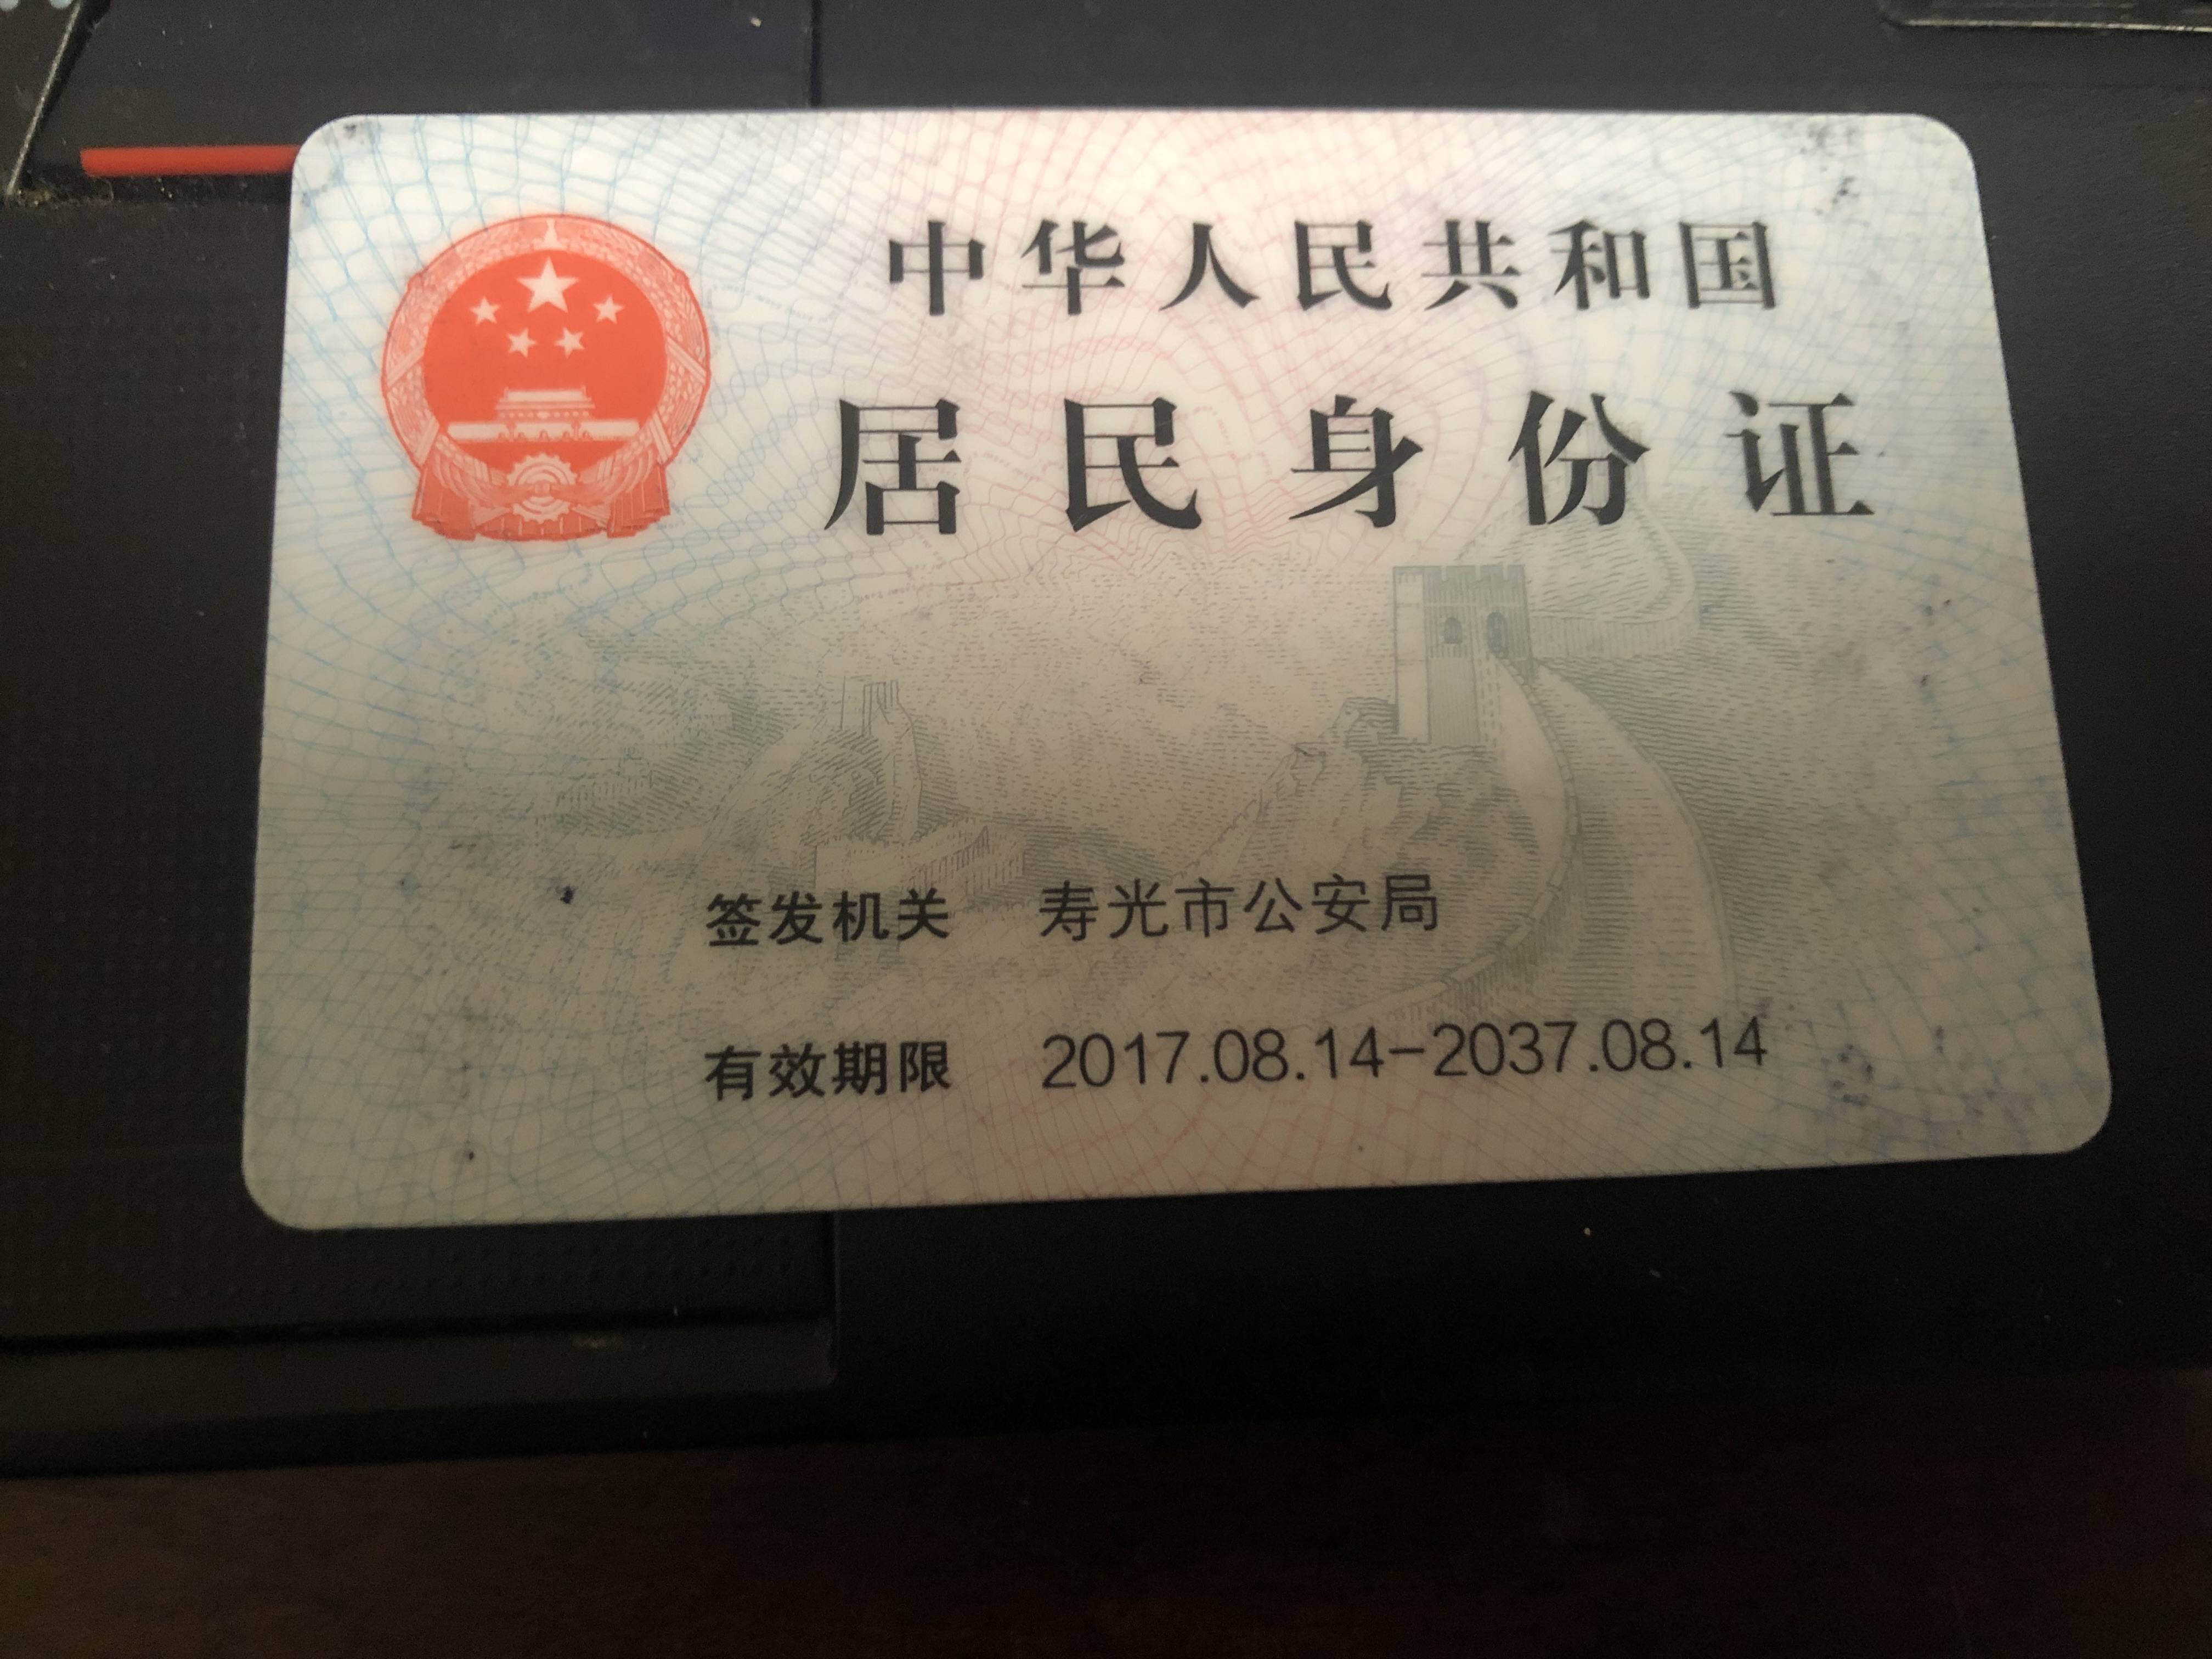 中华人民共和国
居民身份证
签发机关 寿光市公安局
有效期限 2017.08.14-2037.08.14